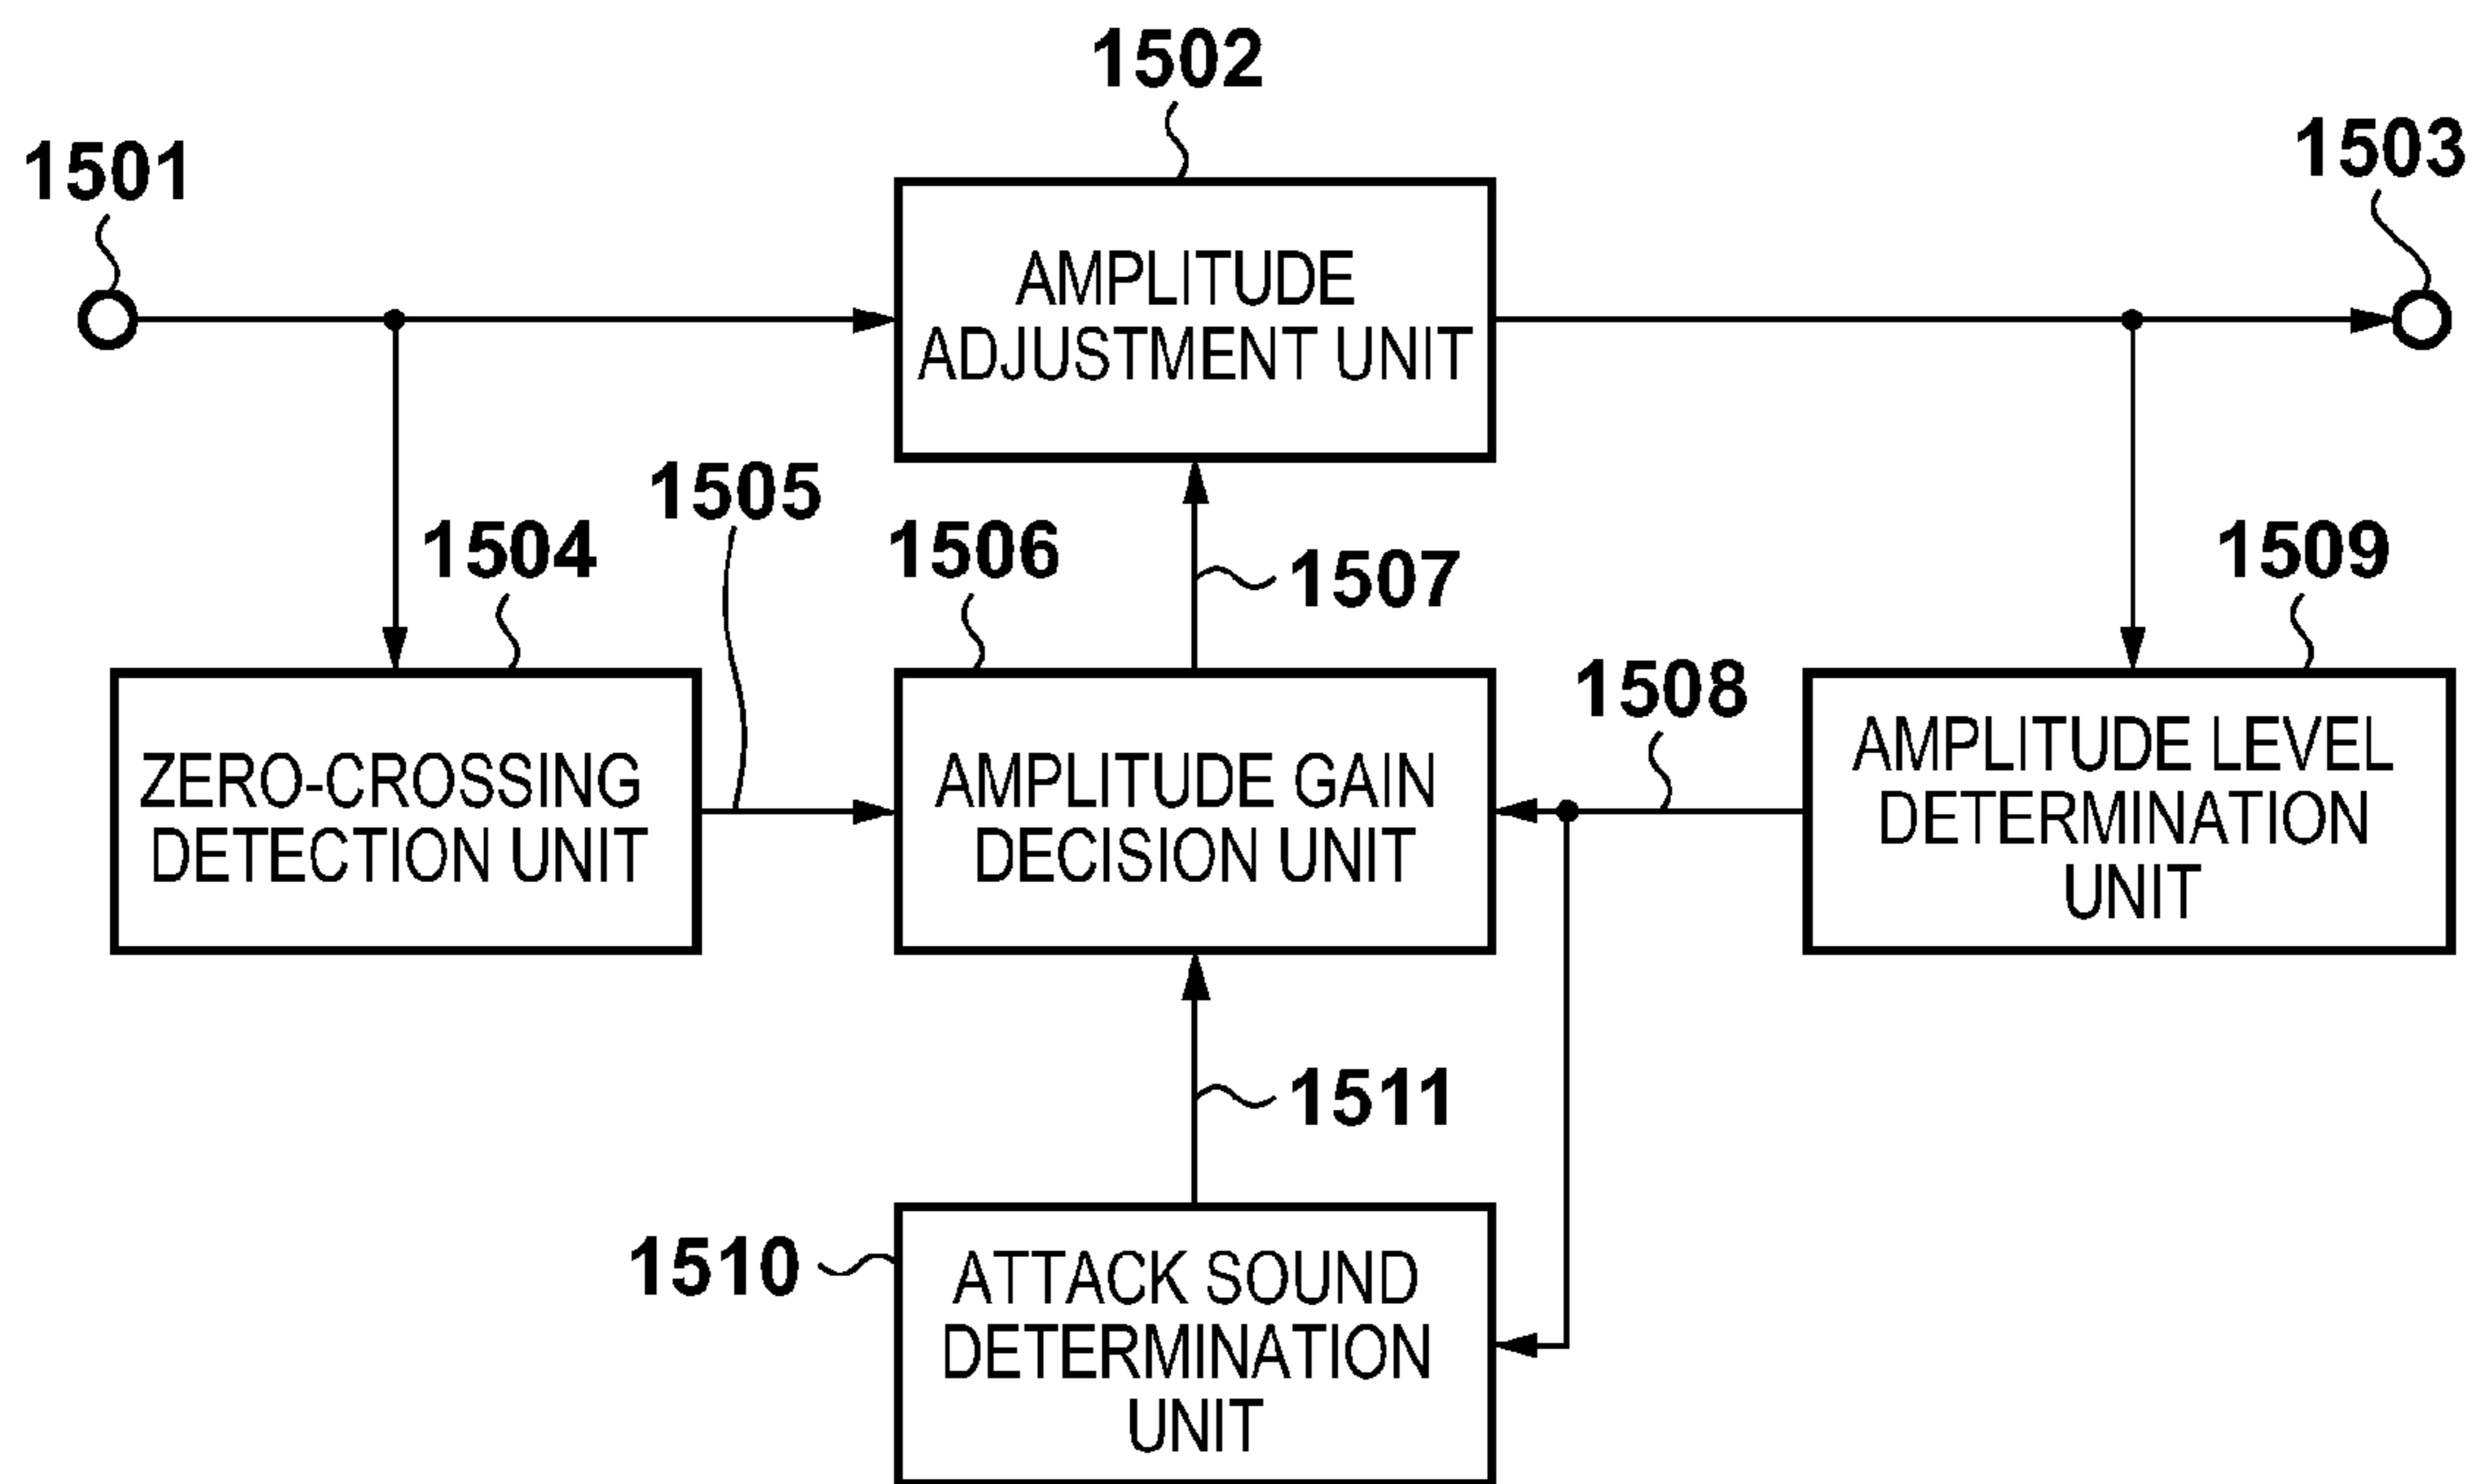 1502
1501
1503
AMPLITUDE
ADJUSTMENT UNIT
1505
1504
1506
1507
1509
1508
ZERO-CROSSING
DETECTION UNIT
AMPLITUDE GAIN
DECISION UNIT
AMPLITUDE LEVEL
DETERMINATION
UNIT
1511
1510
ATTACK SOUND
DETERMINATION
UNIT